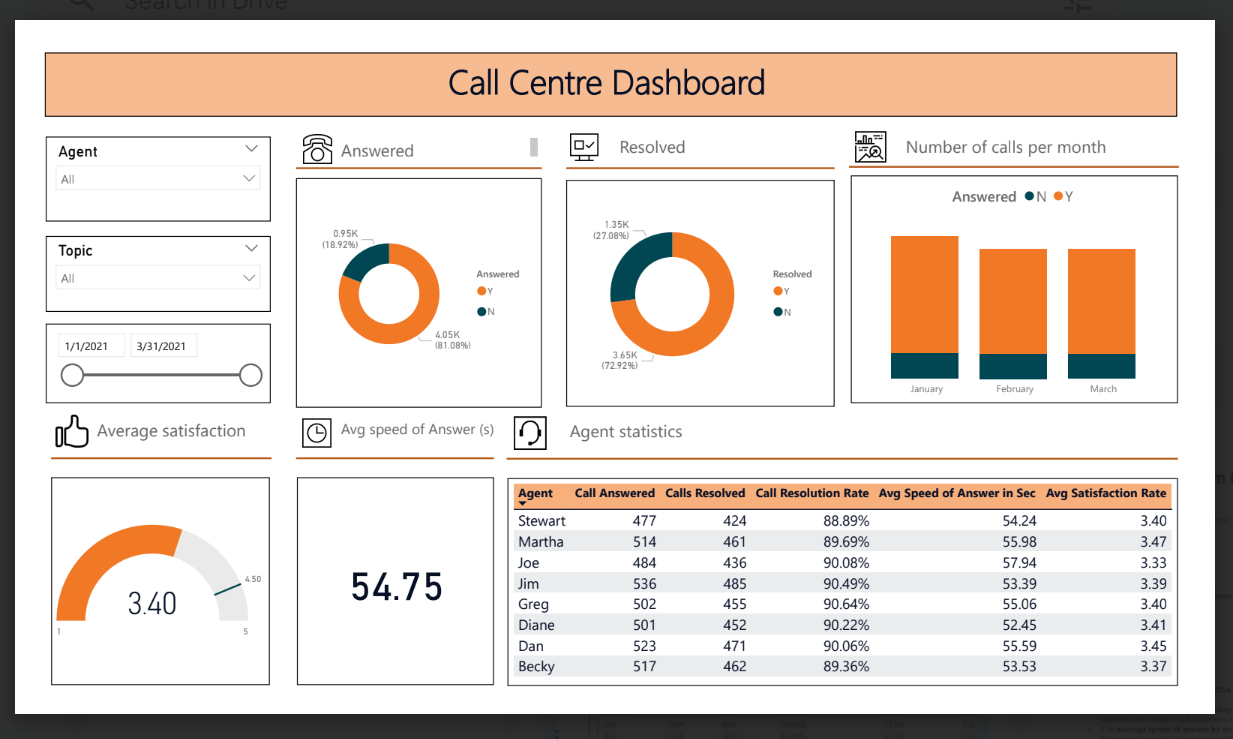 Search in Drive
Call Centre Dashboard
Agent
All
Topic
All
1/1/2021 3/31/2021
Answered
0.95K
(18.92%)
4.05K
(81.08%)
Answered
Y
N
Resolved
1.35K
(27.08%)
3.65K
(72.92%)
Resolved
Y
N
Number of calls per month
Answered N Y
January February March
Average satisfaction
3.40
4.50
1 5
Avg speed of Answer (s)
54.75
Agent statistics
Agent Call Answered Calls Resolved Call Resolution Rate Avg Speed of Answer in Sec Avg Satisfaction Rate
Stewart 477 424 88.89% 54.24 3.40
Martha 514 461 89.69% 55.98 3.47
Joe 484 436 90.08% 57.94 3.33
Jim 536 485 90.49% 53.39 3.39
Greg 502 455 90.64% 55.06 3.40
Diane 501 452 90.22% 52.45 3.41
Dan 523 471 90.06% 55.59 3.45
Becky 517 462 89.36% 53.53 3.37